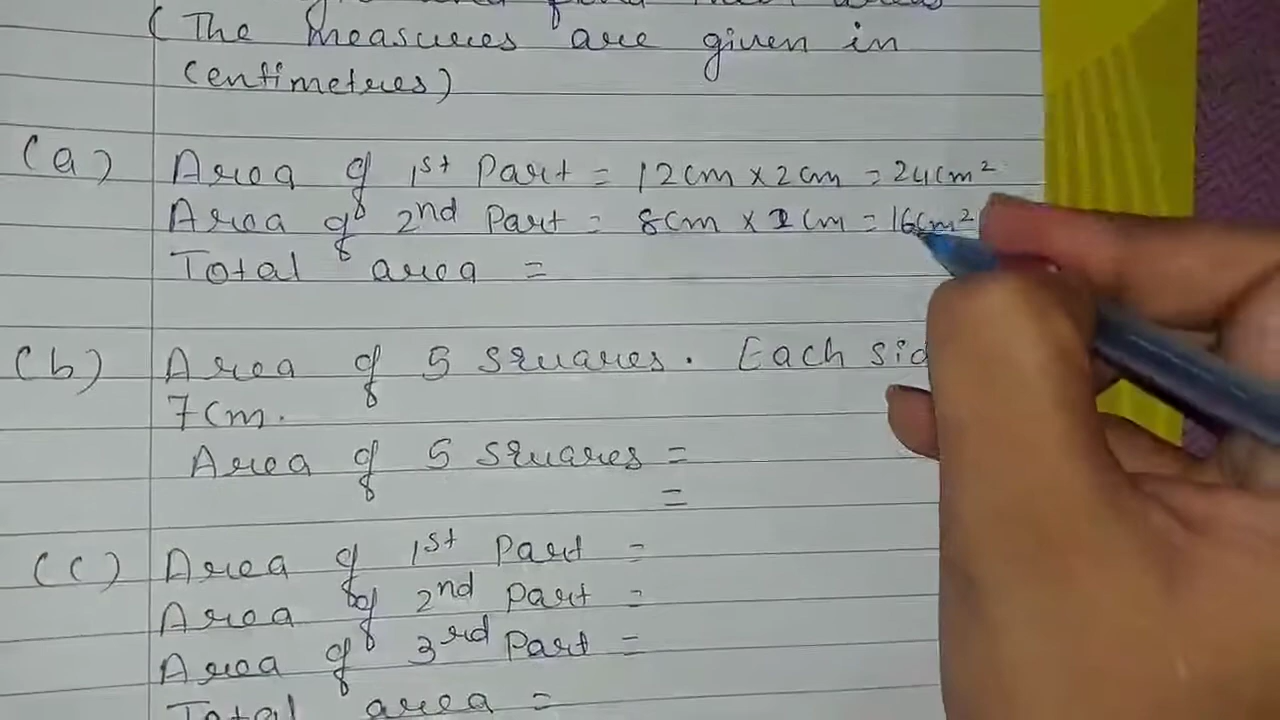 (The measures are given in
centimetres)
(a) Area of 1st Part = 12cm × 2cm = 24cm²
Area of 2nd Part = 8cm × 2cm = 16cm²
Total area =
(b) Area of 5 squares. Each sid
7cm.
Area of 5 squares =
=
(c) Area of 1st Part =
Area of 2nd Part =
Area of 3rd Part =
Total area =